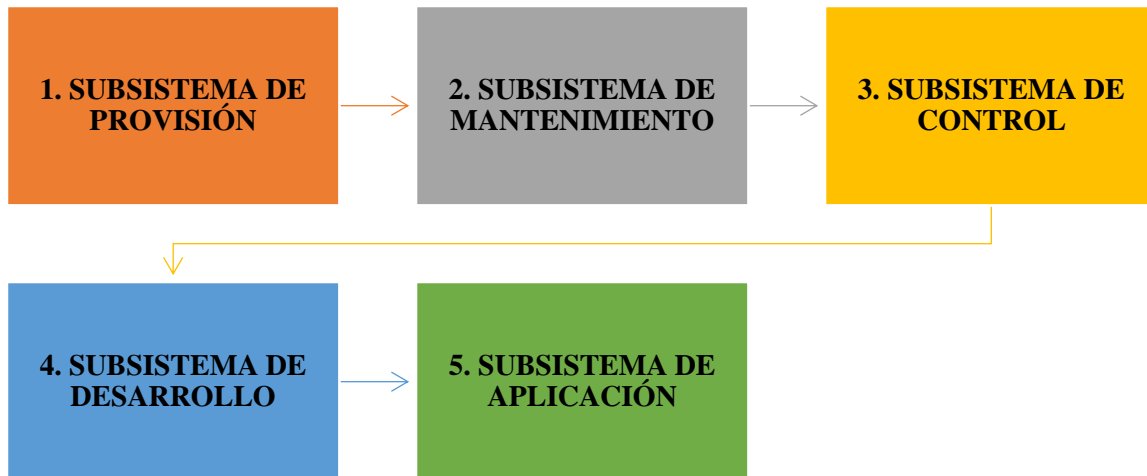 1. SUBSISTEMA DE
PROVISIÓN
2. SUBSISTEMA DE
MANTENIMIENTO
3. SUBSISTEMA DE
CONTROL
4. SUBSISTEMA DE
DESARROLLO
5. SUBSISTEMA DE
APLICACIÓN